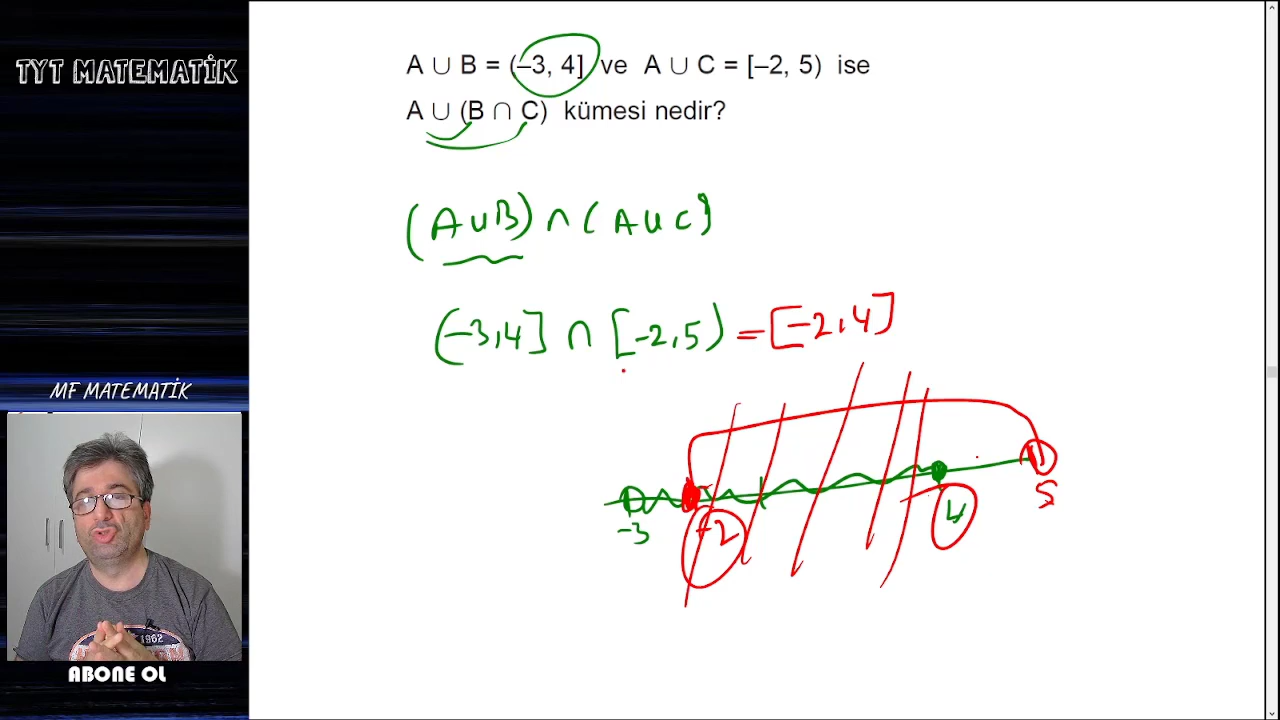 TYT MATEMATİK
A ∪ B = (–3, 4] ve A ∪ C = [–2, 5) ise
A ∪ (B ∩ C) kümesi nedir?
(A∪B) ∩ (A∪C)
(-3,4] ∩ [-2,5) = [-2,4]
-3 -2 4 5
MF MATEMATİK
1962
ABONE OL